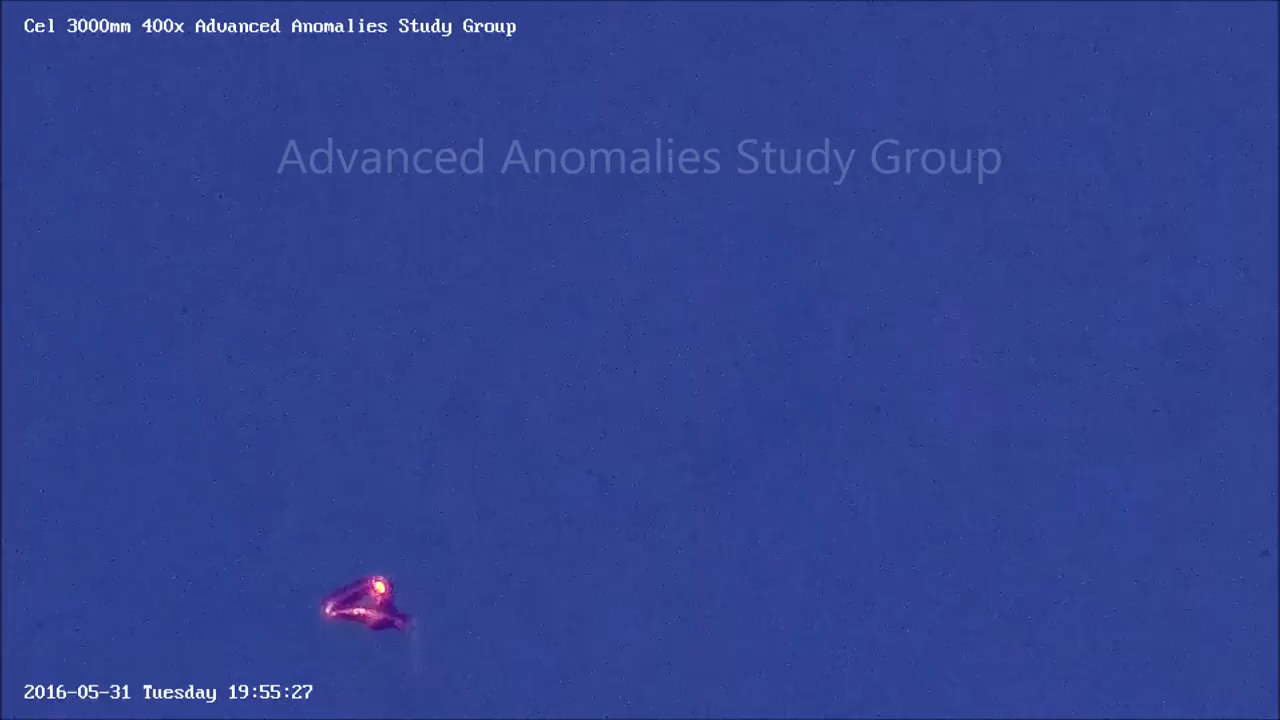 Cel 3000mm 400x Advanced Anomalies Study Group
Advanced Anomalies Study Group
2016-05-31 Tuesday 19:55:27